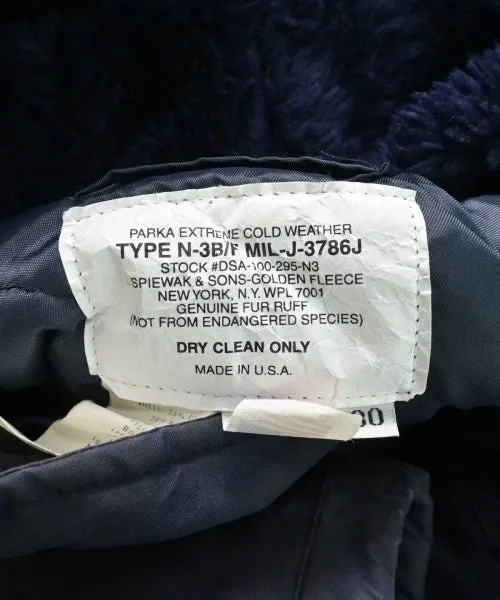 PARKA EXTREME COLD WEATHER
TYPE N-3B/F MIL-J-3786J
STOCK #DSA-100-295-N3
SPIEWAK & SONS-GOLDEN FLEECE
NEW YORK, N.Y. WPL 7001
GENUINE FUR RUFF
(NOT FROM ENDANGERED SPECIES)
DRY CLEAN ONLY
MADE IN U.S.A.